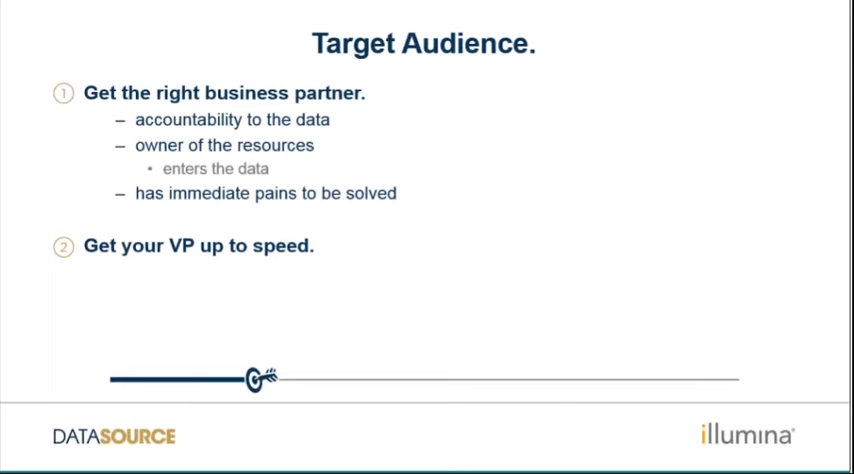 Target Audience.
1 Get the right business partner.
– accountability to the data
– owner of the resources
• enters the data
– has immediate pains to be solved
2 Get your VP up to speed.
DATASOURCE
illumina®